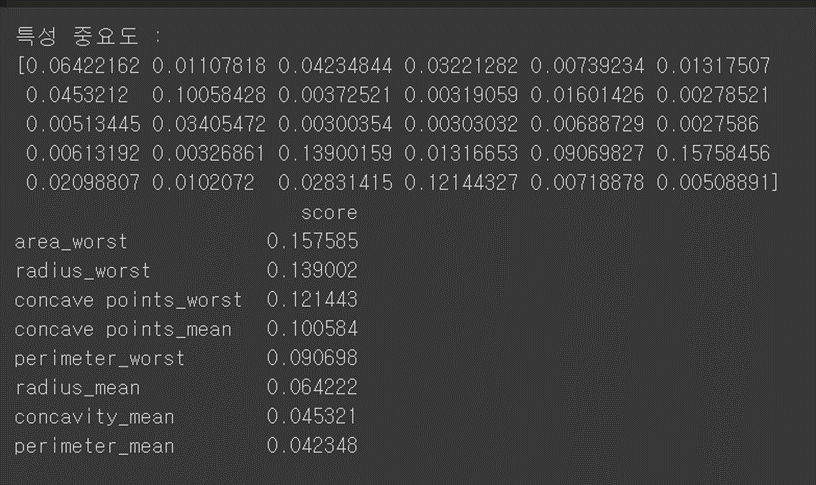 특성 중요도 :
[0.06422162 0.01107818 0.04234844 0.03221282 0.00739234 0.01317507
0.0453212 0.10058428 0.00372521 0.00319059 0.01601426 0.00278521
0.00513445 0.03405472 0.00300354 0.00303032 0.00688729 0.0027586
0.00613192 0.00326861 0.13900159 0.01316653 0.09069827 0.15758456
0.02098807 0.0102072 0.02831415 0.12144327 0.00718878 0.00508891]
score
area_worst 0.157585
radius_worst 0.139002
concave points_worst 0.121443
concave points_mean 0.100584
perimeter_worst 0.090698
radius_mean 0.064222
concavity_mean 0.045321
perimeter_mean 0.042348